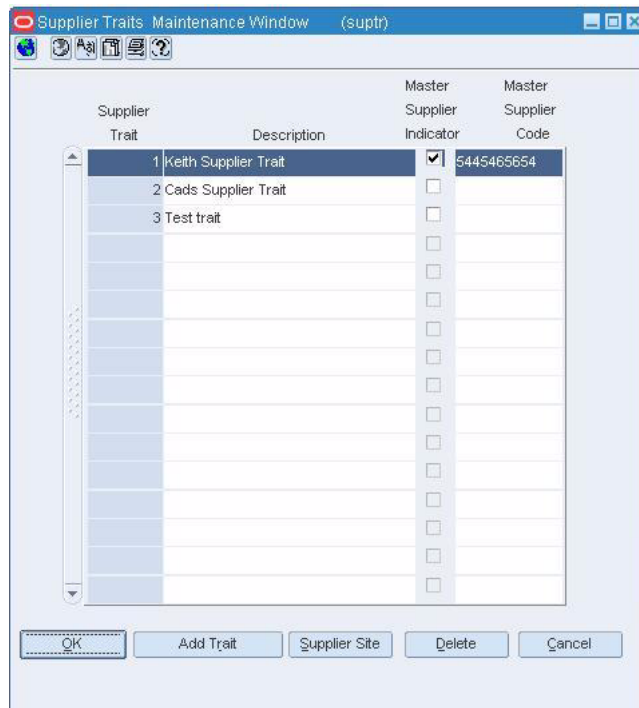 Supplier Traits Maintenance Window (suptr)
Master Master
Supplier Supplier Supplier
Trait Description Indicator Code
1 Keith Supplier Trait 5445465654
2 Cads Supplier Trait
3 Test trait
OK Add Trait Supplier Site Delete Cancel